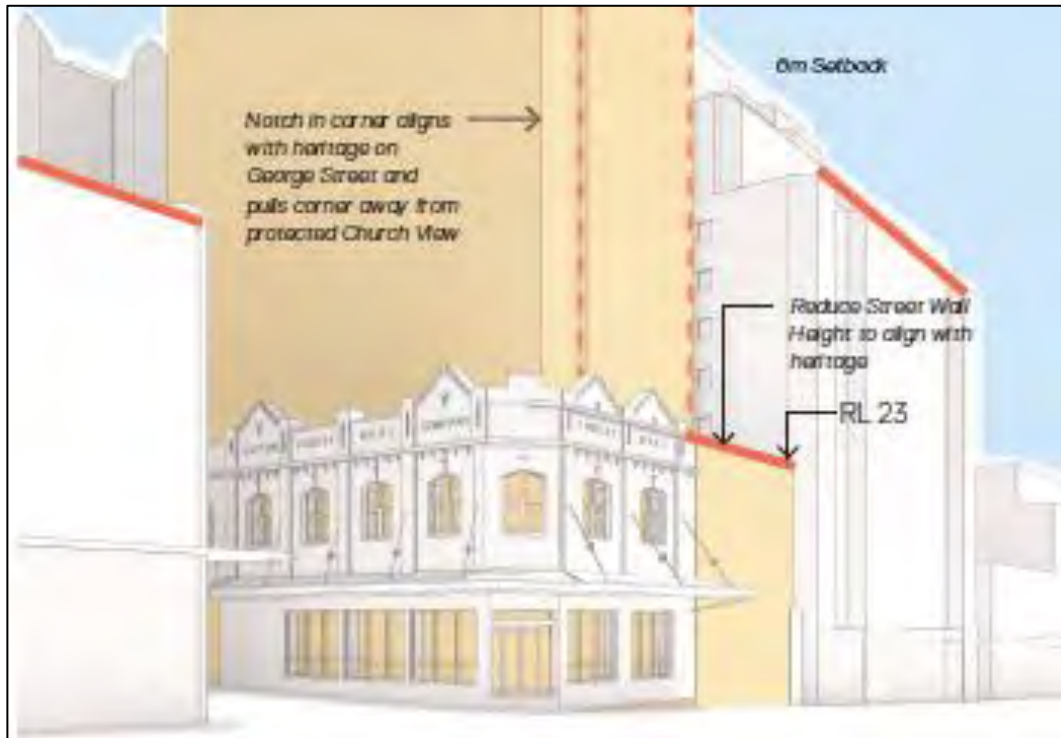 6m Setback
Notch in corner aligns
with heritage on
George Street and
pulls corner away from
protected Church View
Reduce Street Wall
Height to align with
heritage
RL 23